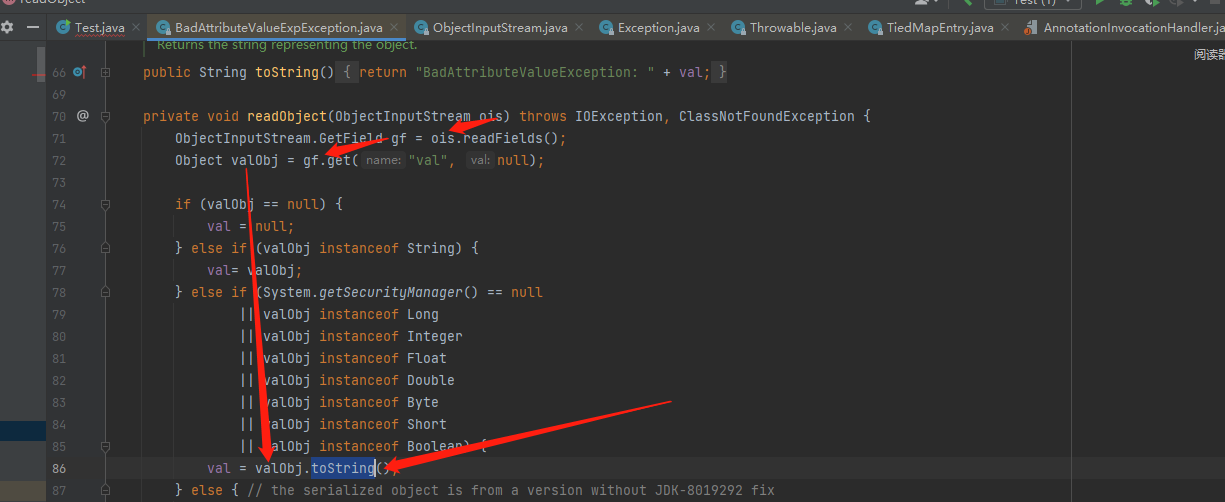 readObject
Test (1)
Test.java BadAttributeValueExpException.java ObjectInputStream.java Exception.java Throwable.java TiedMapEntry.java AnnotationInvocationHandler.ja
Returns the string representing the object.
阅读器
66 public String toString() { return "BadAttributeValueException: " + val; }
69
70 @ private void readObject(ObjectInputStream ois) throws IOException, ClassNotFoundException {
71 ObjectInputStream.GetField gf = ois.readFields();
72 Object valObj = gf.get( name: "val", val: null);
73
74 if (valObj == null) {
75 val = null;
76 } else if (valObj instanceof String) {
77 val= valObj;
78 } else if (System.getSecurityManager() == null
79 || valObj instanceof Long
80 || valObj instanceof Integer
81 || valObj instanceof Float
82 || valObj instanceof Double
83 || valObj instanceof Byte
84 || valObj instanceof Short
85 || valObj instanceof Boolean) {
86 val = valObj.toString();
87 } else { // the serialized object is from a version without JDK-8019292 fix